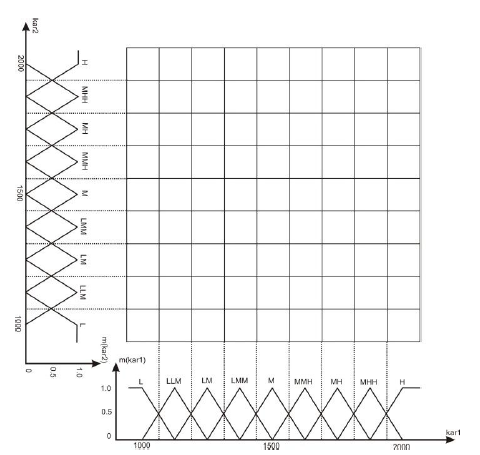 kar2
2000
H
MHH
MH
MMH
1500
M
LMM
LM
LLM
1000
L
0 0.5 1.0
m(kar2)
m(kar1)
L LLM LM LMM M MMH MH MHH H
1.0
0.5
0
kar1
1000 1500 2000